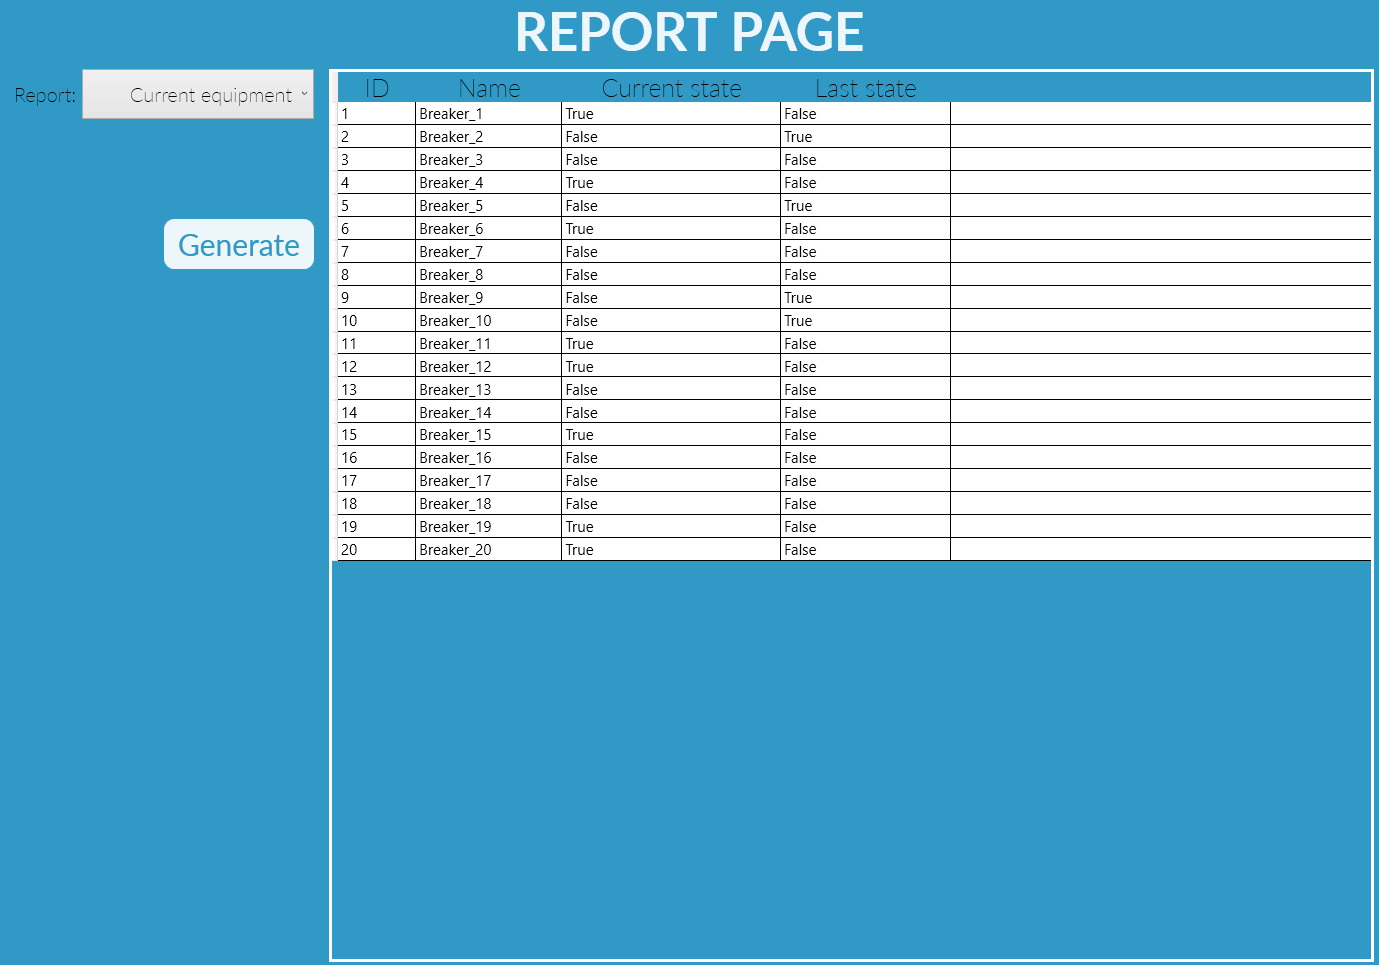 REPORT PAGE
Report: Current equipment
Generate
ID Name Current state Last state
1 Breaker_1 True False
2 Breaker_2 False True
3 Breaker_3 False False
4 Breaker_4 True False
5 Breaker_5 False True
6 Breaker_6 True False
7 Breaker_7 False False
8 Breaker_8 False False
9 Breaker_9 False True
10 Breaker_10 False True
11 Breaker_11 True False
12 Breaker_12 True False
13 Breaker_13 False False
14 Breaker_14 False False
15 Breaker_15 True False
16 Breaker_16 False False
17 Breaker_17 False False
18 Breaker_18 False False
19 Breaker_19 True False
20 Breaker_20 True False